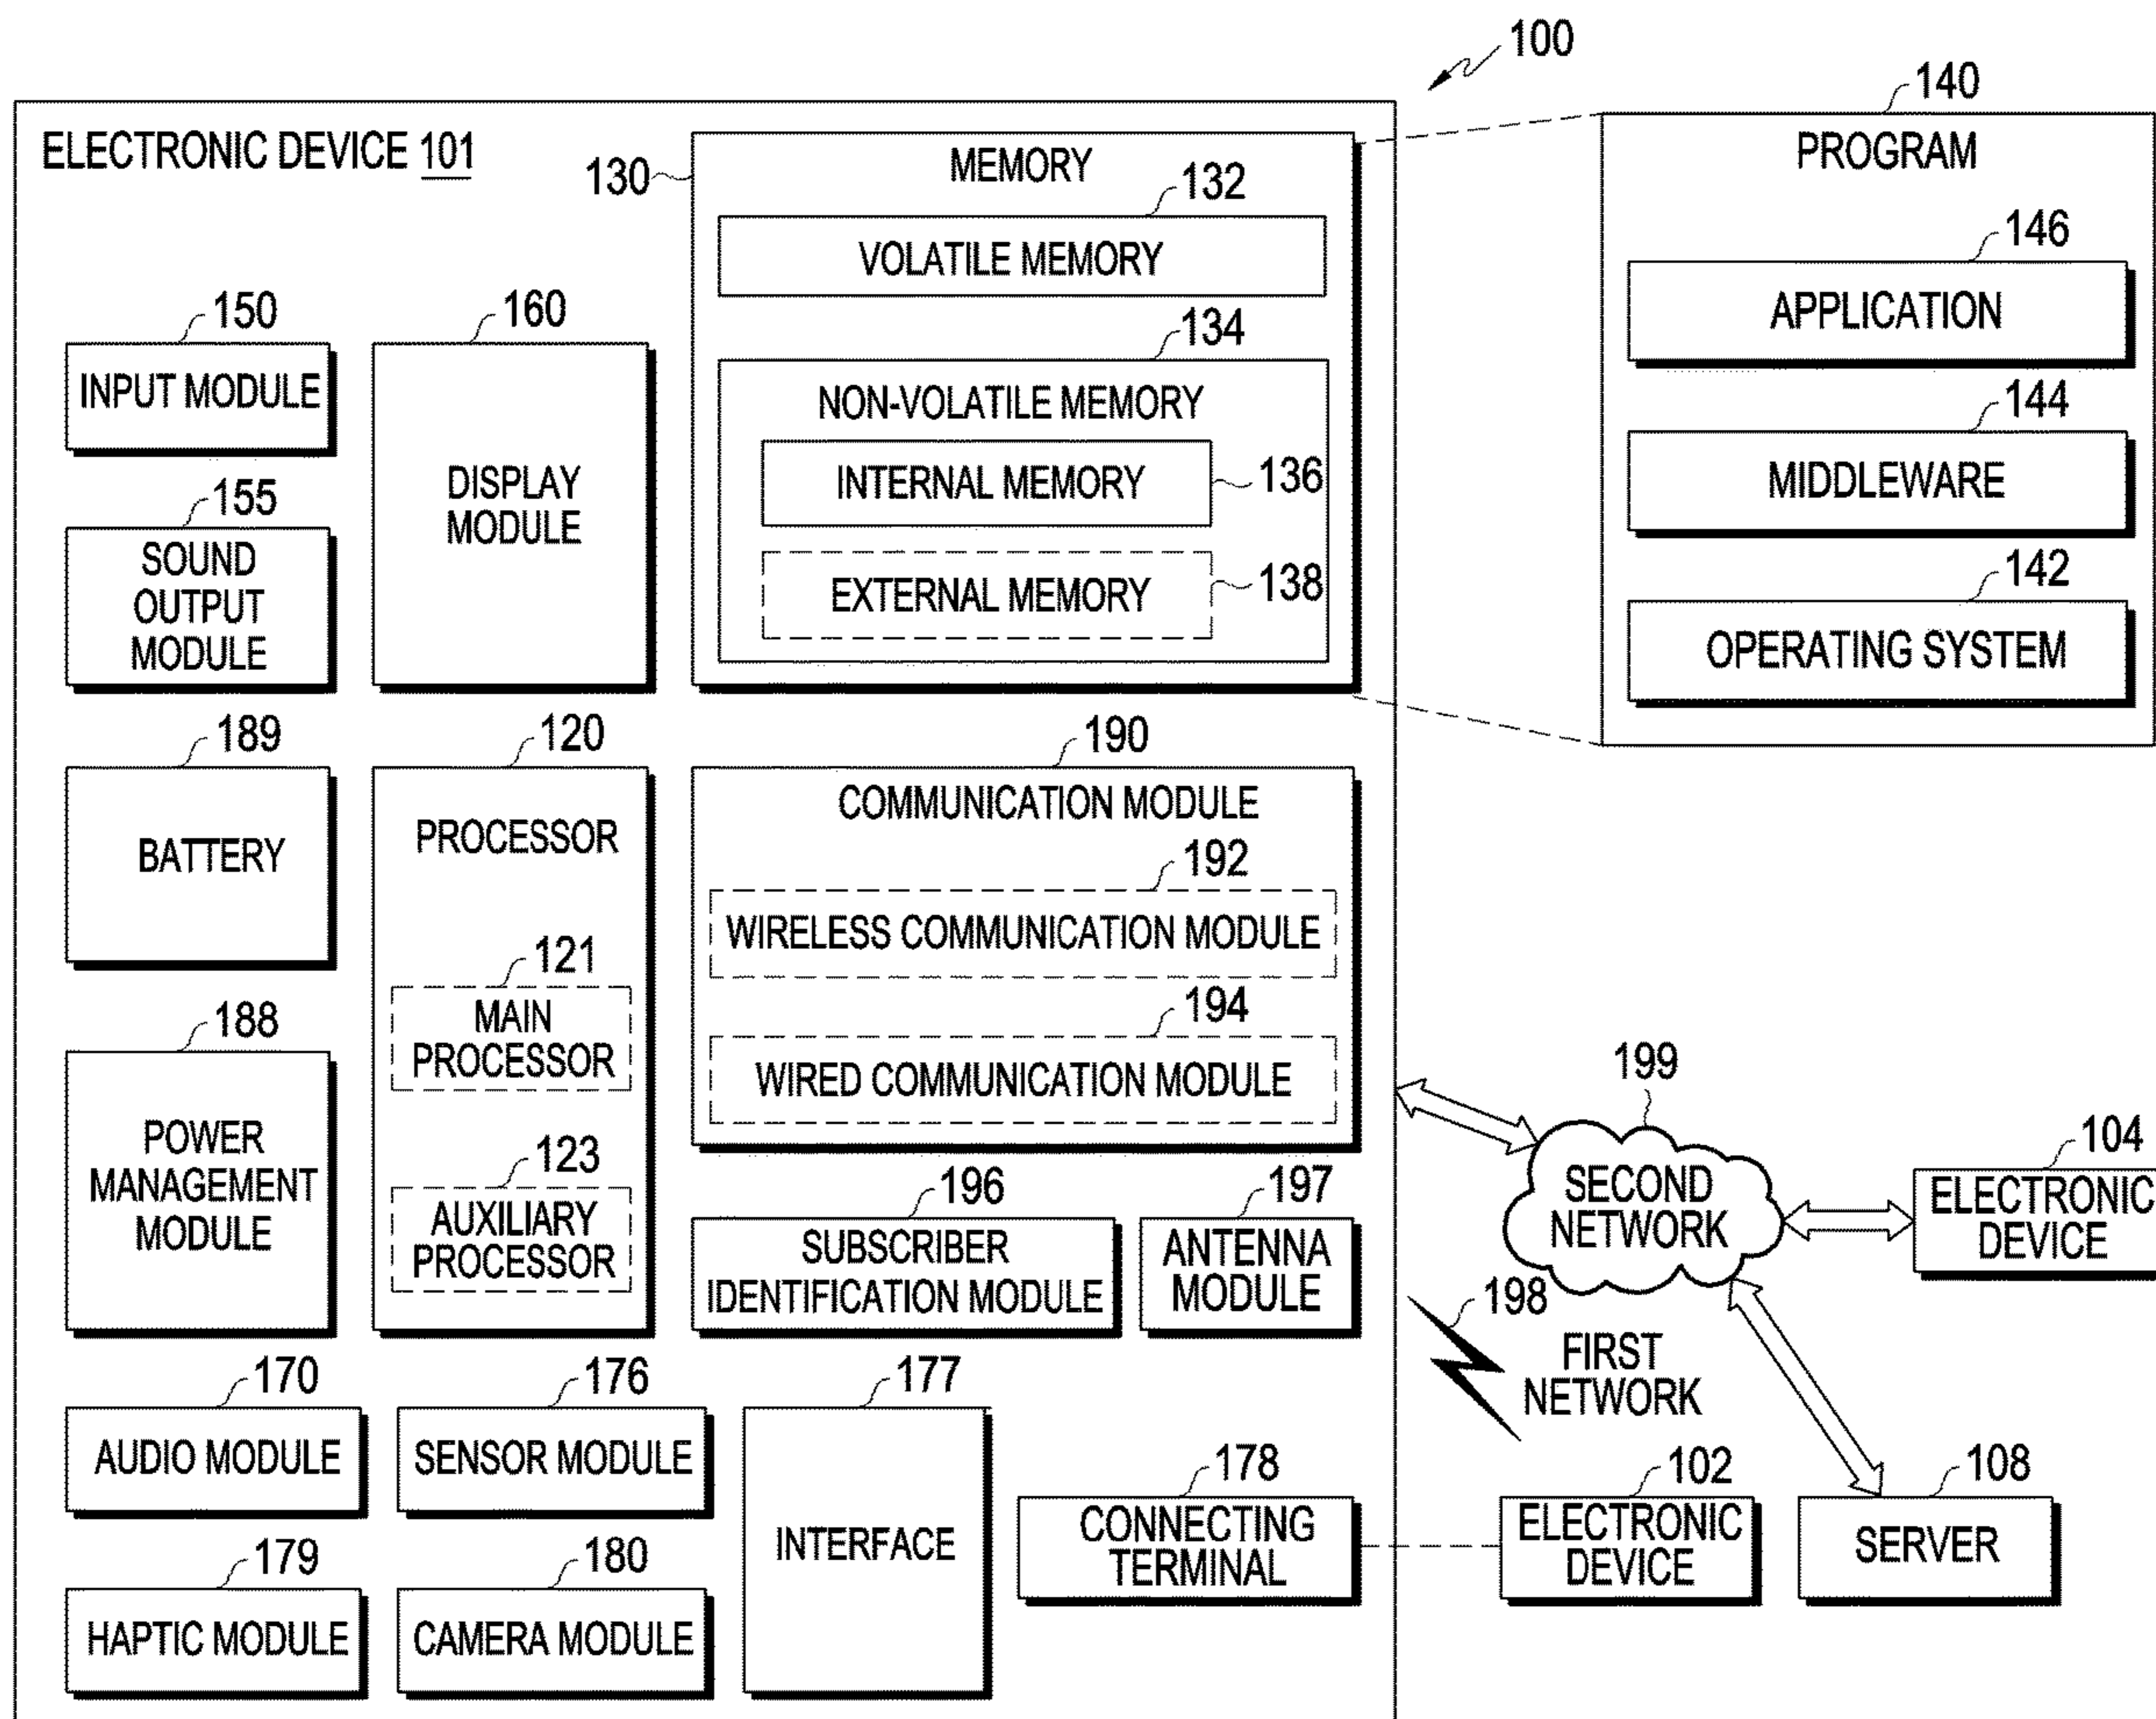 100
ELECTRONIC DEVICE 101
130
MEMORY
132
VOLATILE MEMORY
134
NON-VOLATILE MEMORY
INTERNAL MEMORY
136
EXTERNAL MEMORY
138
140
PROGRAM
146
APPLICATION
144
MIDDLEWARE
142
OPERATING SYSTEM
150
INPUT MODULE
155
SOUND
OUTPUT
MODULE
160
DISPLAY
MODULE
189
BATTERY
120
PROCESSOR
121
MAIN
PROCESSOR
123
AUXILIARY
PROCESSOR
190
COMMUNICATION MODULE
192
WIRELESS COMMUNICATION MODULE
194
WIRED COMMUNICATION MODULE
188
POWER
MANAGEMENT
MODULE
196
SUBSCRIBER
IDENTIFICATION MODULE
197
ANTENNA
MODULE
199
SECOND
NETWORK
104
ELECTRONIC
DEVICE
198
FIRST
NETWORK
170
AUDIO MODULE
176
SENSOR MODULE
177
INTERFACE
178
CONNECTING
TERMINAL
102
ELECTRONIC
DEVICE
108
SERVER
179
HAPTIC MODULE
180
CAMERA MODULE